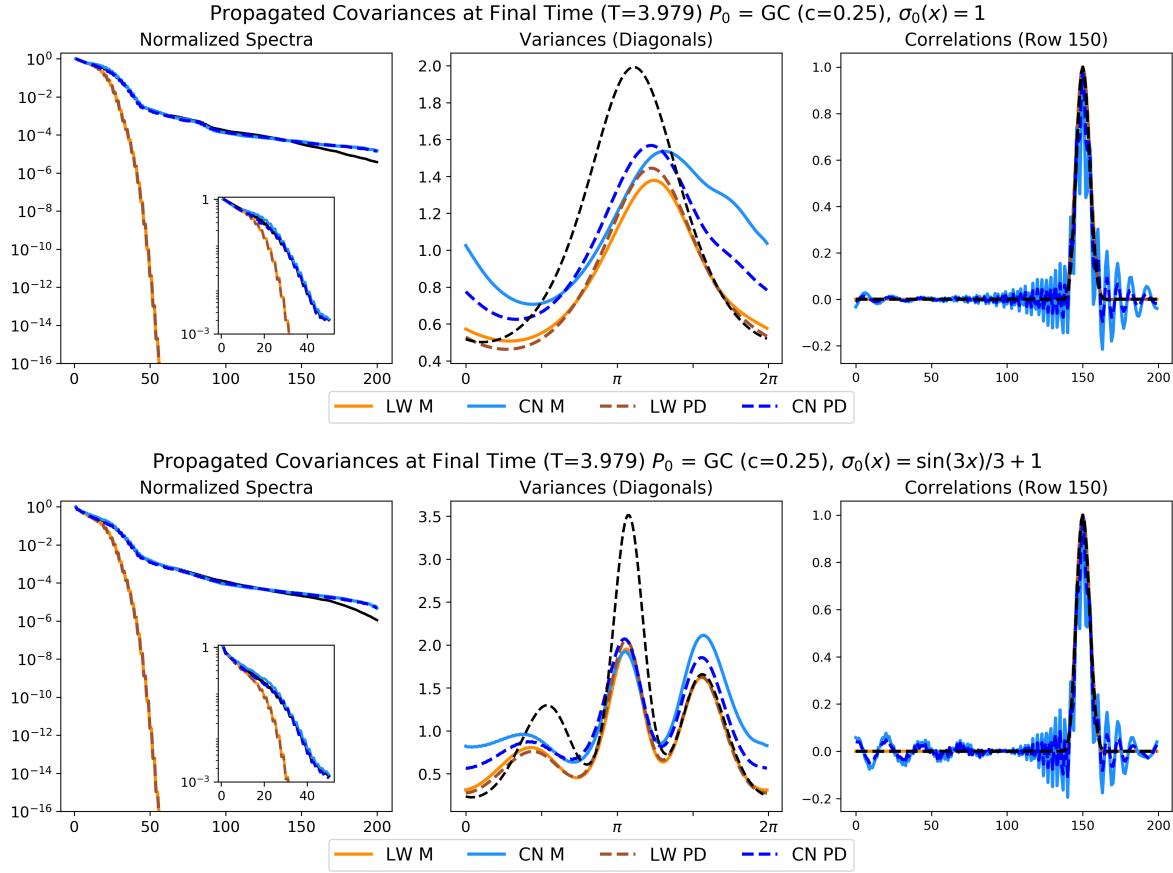 Propagated Covariances at Final Time (T=3.979) P₀ = GC (c=0.25), σ₀(x) = 1
Normalized Spectra
Variances (Diagonals)
Correlations (Row 150)
10⁰
10⁻²
10⁻⁴
10⁻⁶
10⁻⁸
10⁻¹⁰
10⁻¹²
10⁻¹⁴
10⁻¹⁶
0 50 100 150 200
1
10⁻³
0 20 40
2.0
1.8
1.6
1.4
1.2
1.0
0.8
0.6
0.4
0 π 2π
1.0
0.8
0.6
0.4
0.2
0.0
−0.2
0 50 100 150 200
LW M CN M LW PD CN PD
Propagated Covariances at Final Time (T=3.979) P₀ = GC (c=0.25), σ₀(x) = sin(3x)/3 + 1
Normalized Spectra
Variances (Diagonals)
Correlations (Row 150)
10⁰
10⁻²
10⁻⁴
10⁻⁶
10⁻⁸
10⁻¹⁰
10⁻¹²
10⁻¹⁴
10⁻¹⁶
0 50 100 150 200
1
10⁻³
0 20 40
3.5
3.0
2.5
2.0
1.5
1.0
0.5
0 π 2π
1.0
0.8
0.6
0.4
0.2
0.0
−0.2
0 50 100 150 200
LW M CN M LW PD CN PD